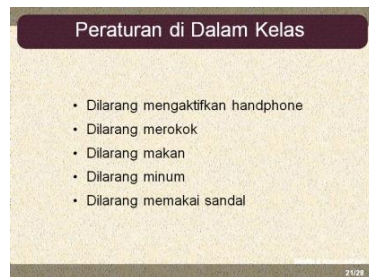 Peraturan di Dalam Kelas
• Dilarang mengaktifkan handphone
• Dilarang merokok
• Dilarang makan
• Dilarang minum
• Dilarang memakai sandal
21/28